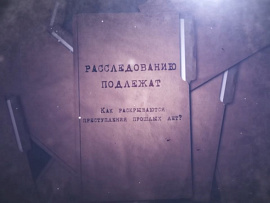 РАССЛЕДОВАНИЮ
ПОДЛЕЖАТ
КАК РАСКРЫВАЮТСЯ
ПРЕСТУПЛЕНИЯ ПРОШЛЫХ ЛЕТ?